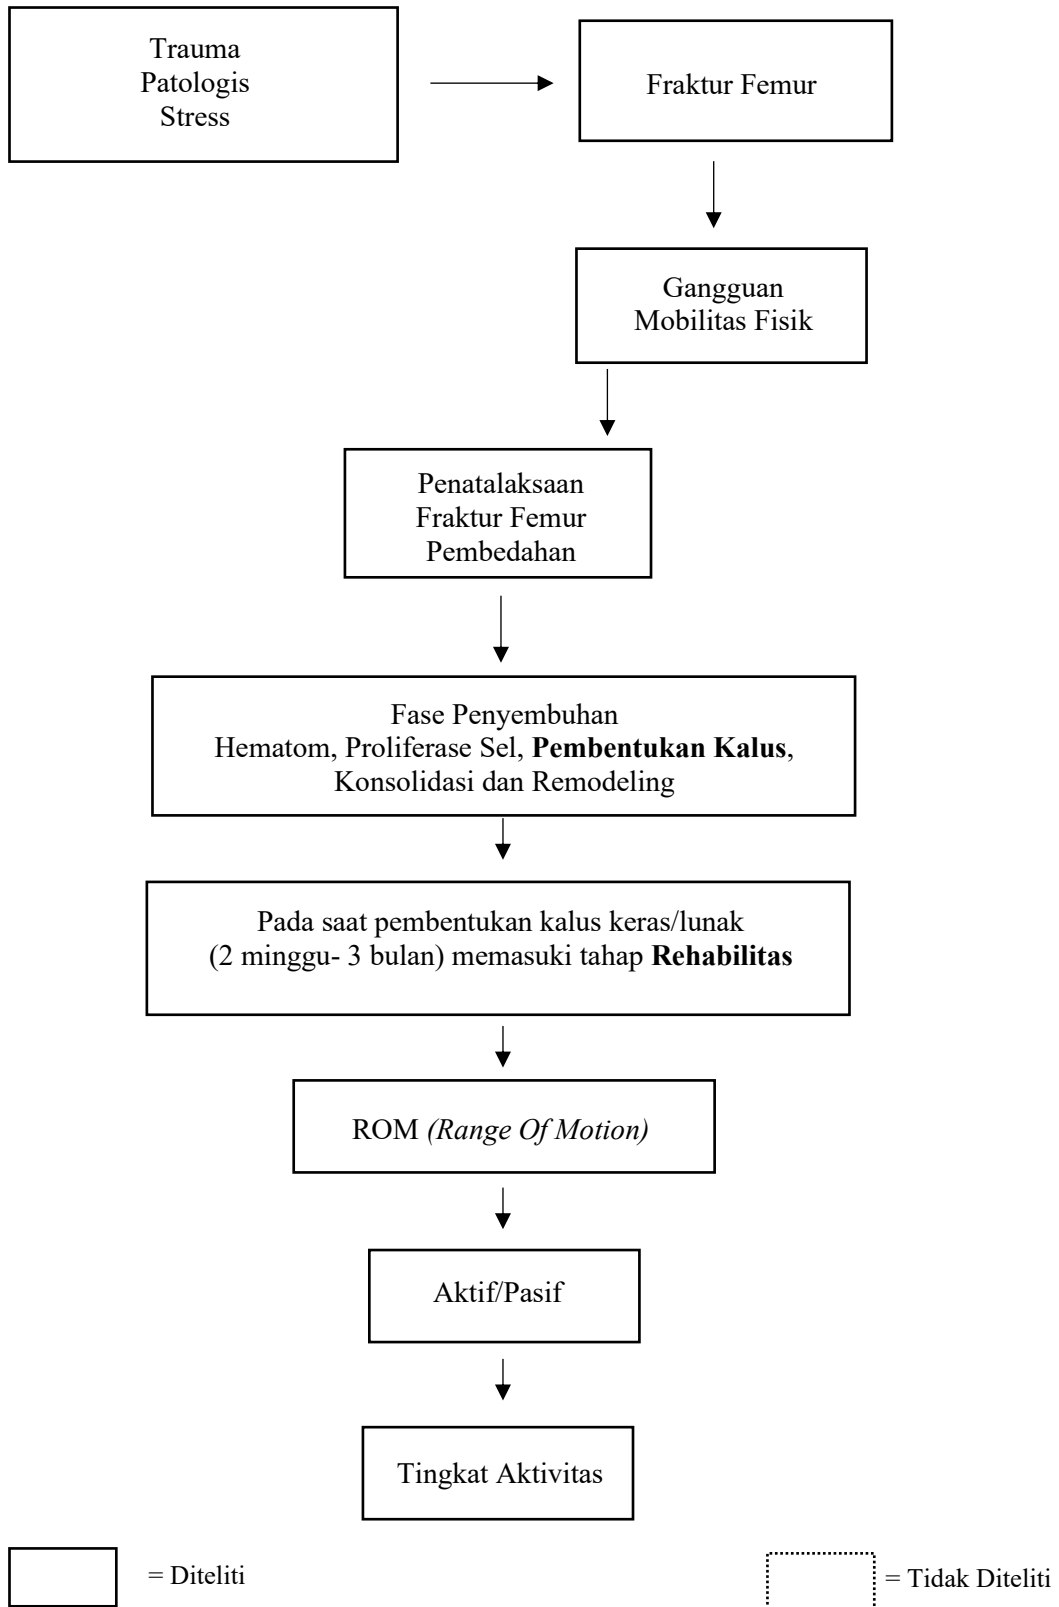 Trauma
Patologis
Stress
Fraktur Femur
Gangguan
Mobilitas Fisik
Penatalaksaan
Fraktur Femur
Pembedahan
Fase Penyembuhan
Hematom, Proliferase Sel, Pembentukan Kalus,
Konsolidasi dan Remodeling
Pada saat pembentukan kalus keras/lunak
(2 minggu- 3 bulan) memasuki tahap Rehabilitas
ROM (Range Of Motion)
Aktif/Pasif
Tingkat Aktivitas
= Diteliti
= Tidak Diteliti